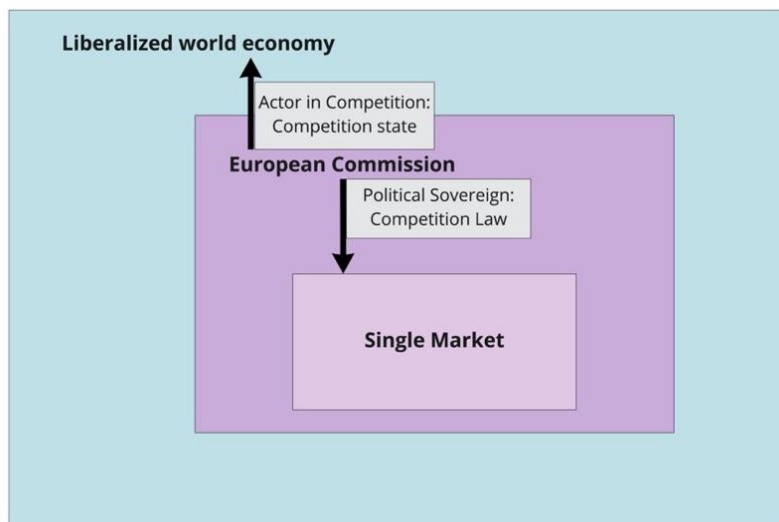 Liberalized world economy
Actor in Competition:
Competition state
European Commission
Political Sovereign:
Competition Law
Single Market